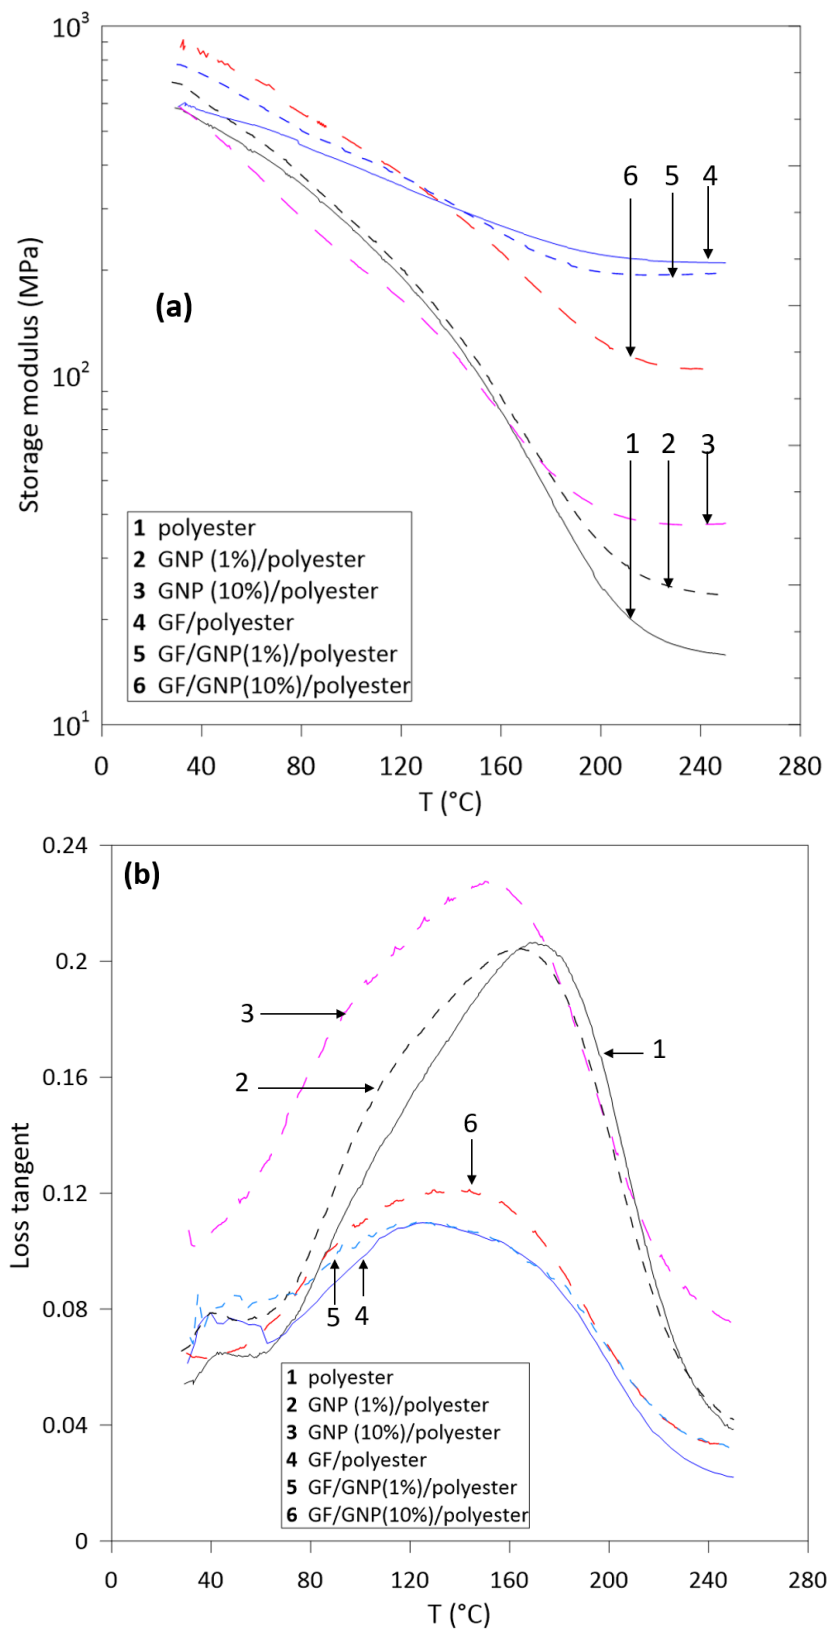 10³
6 5 4
(a)
Storage modulus (MPa)
10²
1 2 3
1 polyester
2 GNP (1%)/polyester
3 GNP (10%)/polyester
4 GF/polyester
5 GF/GNP(1%)/polyester
6 GF/GNP(10%)/polyester
10¹
0 40 80 120 160 200 240 280
T (°C)
0.24
(b)
0.2
3
1
0.16
2
6
0.12
Loss tangent
0.08
5 4
1 polyester
2 GNP (1%)/polyester
3 GNP (10%)/polyester
4 GF/polyester
5 GF/GNP(1%)/polyester
6 GF/GNP(10%)/polyester
0.04
0
0 40 80 120 160 200 240 280
T (°C)